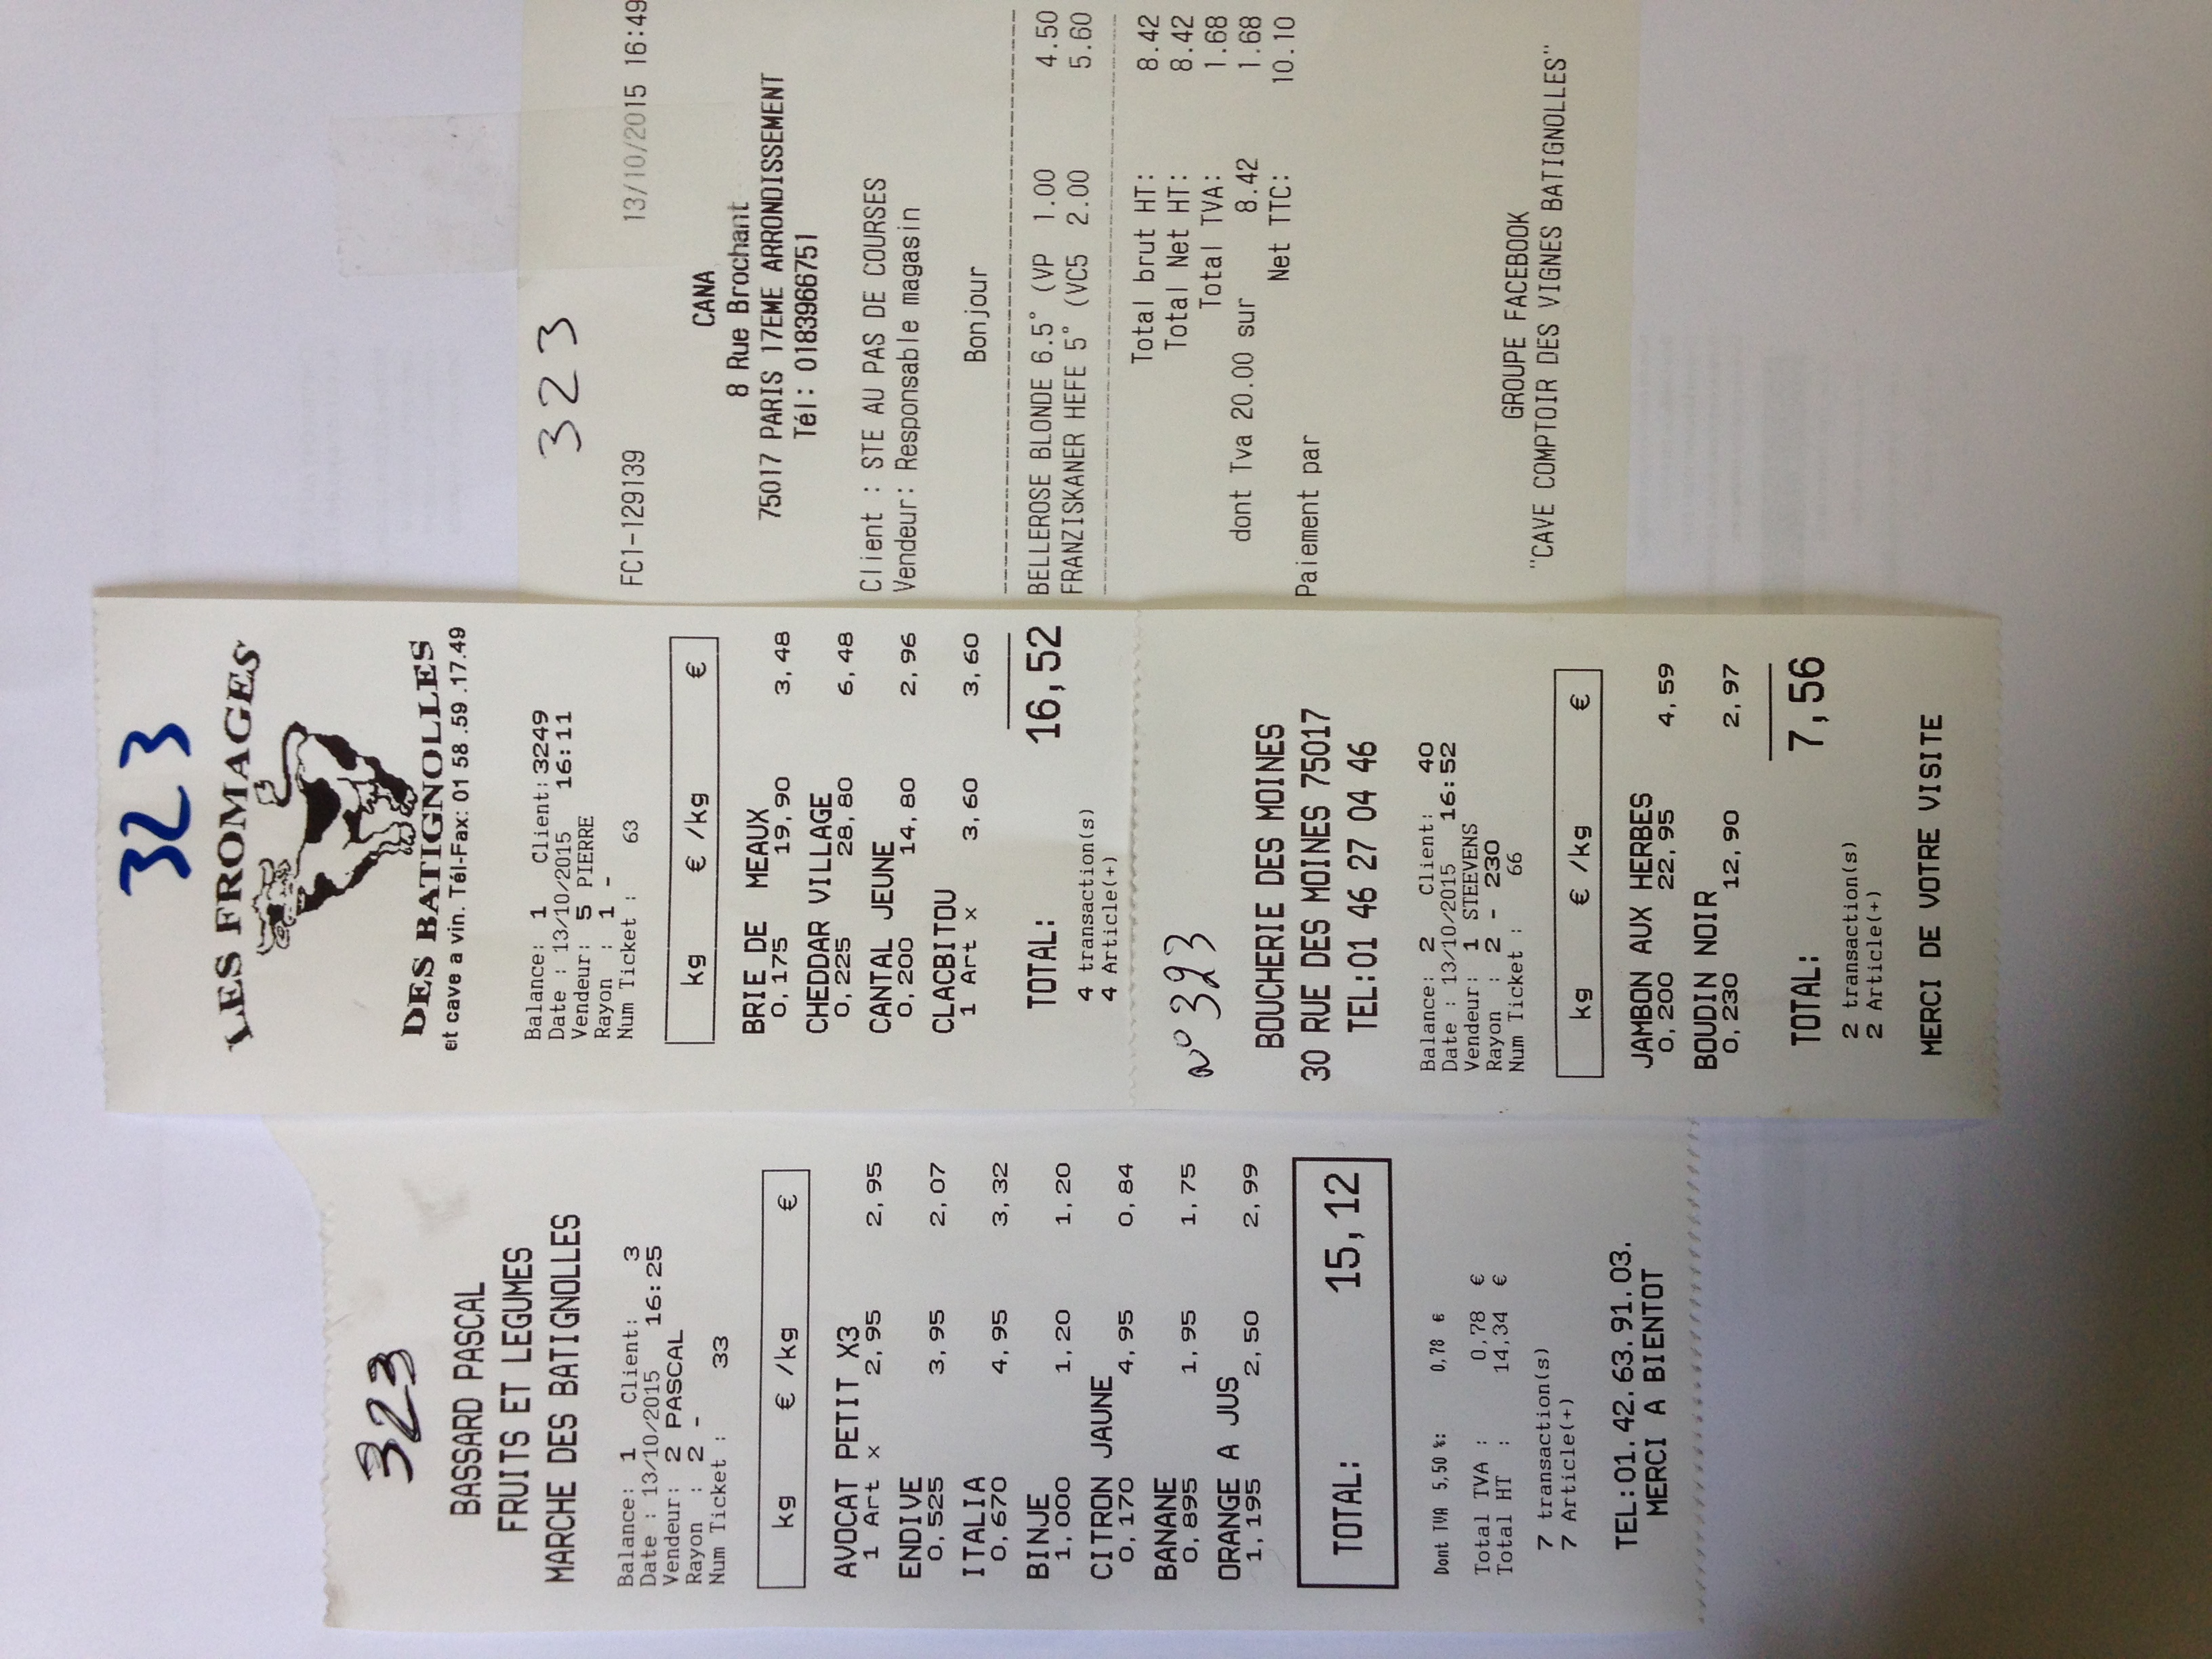 323
BASSARD PASCAL
FRUITS ET LEGUMES
MARCHE DES BATIGNOLLES
Balance: 1 Client: 3
Date : 13/10/2015 16:25
Vendeur: 2 PASCAL
Rayon : 2 -
Num Ticket : 33
kg € /kg €
AVOCAT PETIT X3
1 Art x 2,95 2,95
ENDIVE
0,525 3,95 2,07
ITALIA
0,670 4,95 3,32
BINJE
1,000 1,20 1,20
CITRON JAUNE
0,170 4,95 0,84
BANANE
0,895 1,95 1,75
ORANGE A JUS
1,195 2,50 2,99
TOTAL: 15,12
Dont TVA 5,50 %: 0,78 €
Total TVA : 0,78 €
Total HT : 14,34 €
7 transaction(s)
7 Article(+)
TEL:01.42.63.91.03.
MERCI A BIENTOT
323
LES FROMAGES
DES BATIGNOLLES
et cave a vin. Tél-Fax: 01 58 .59 .17.49
Balance: 1 Client:3249
Date : 13/10/2015 16:11
Vendeur: 5 PIERRE
Rayon : 1 -
Num Ticket : 63
kg € /kg €
BRIE DE MEAUX
0,175 19,90 3,48
CHEDDAR VILLAGE
0,225 28,80 6,48
CANTAL JEUNE
0,200 14,80 2,96
CLACBITOU
1 Art x 3,60 3,60
TOTAL: 16,52
4 transaction(s)
4 Article(+)
n° 323
BOUCHERIE DES MOINES
30 RUE DES MOINES 75017
TEL:01 46 27 04 46
Balance: 2 Client: 40
Date : 13/10/2015 16:52
Vendeur: 1 STEEVENS
Rayon : 2 - 230
Num Ticket : 66
kg € /kg €
JAMBON AUX HERBES
0,200 22,95 4,59
BOUDIN NOIR
0,230 12,90 2,97
TOTAL: 7,56
2 transaction(s)
2 Article(+)
MERCI DE VOTRE VISITE
323
FC1-129139 13/10/2015 16:49
CANA
8 Rue Brochant
75017 PARIS 17EME ARRONDISSEMENT
Tél: 0183966751
Client : STE AU PAS DE COURSES
Vendeur: Responsable magasin
Bonjour
BELLEROSE BLONDE 6.5° (VP 1.00 4.50
FRANZISKANER HEFE 5° (VC5 2.00 5.60
Total brut HT: 8.42
Total Net HT: 8.42
Total TVA: 1.68
dont Tva 20.00 sur 8.42 1.68
Net TTC: 10.10
Paiement par
GROUPE FACEBOOK
"CAVE COMPTOIR DES VIGNES BATIGNOLLES"